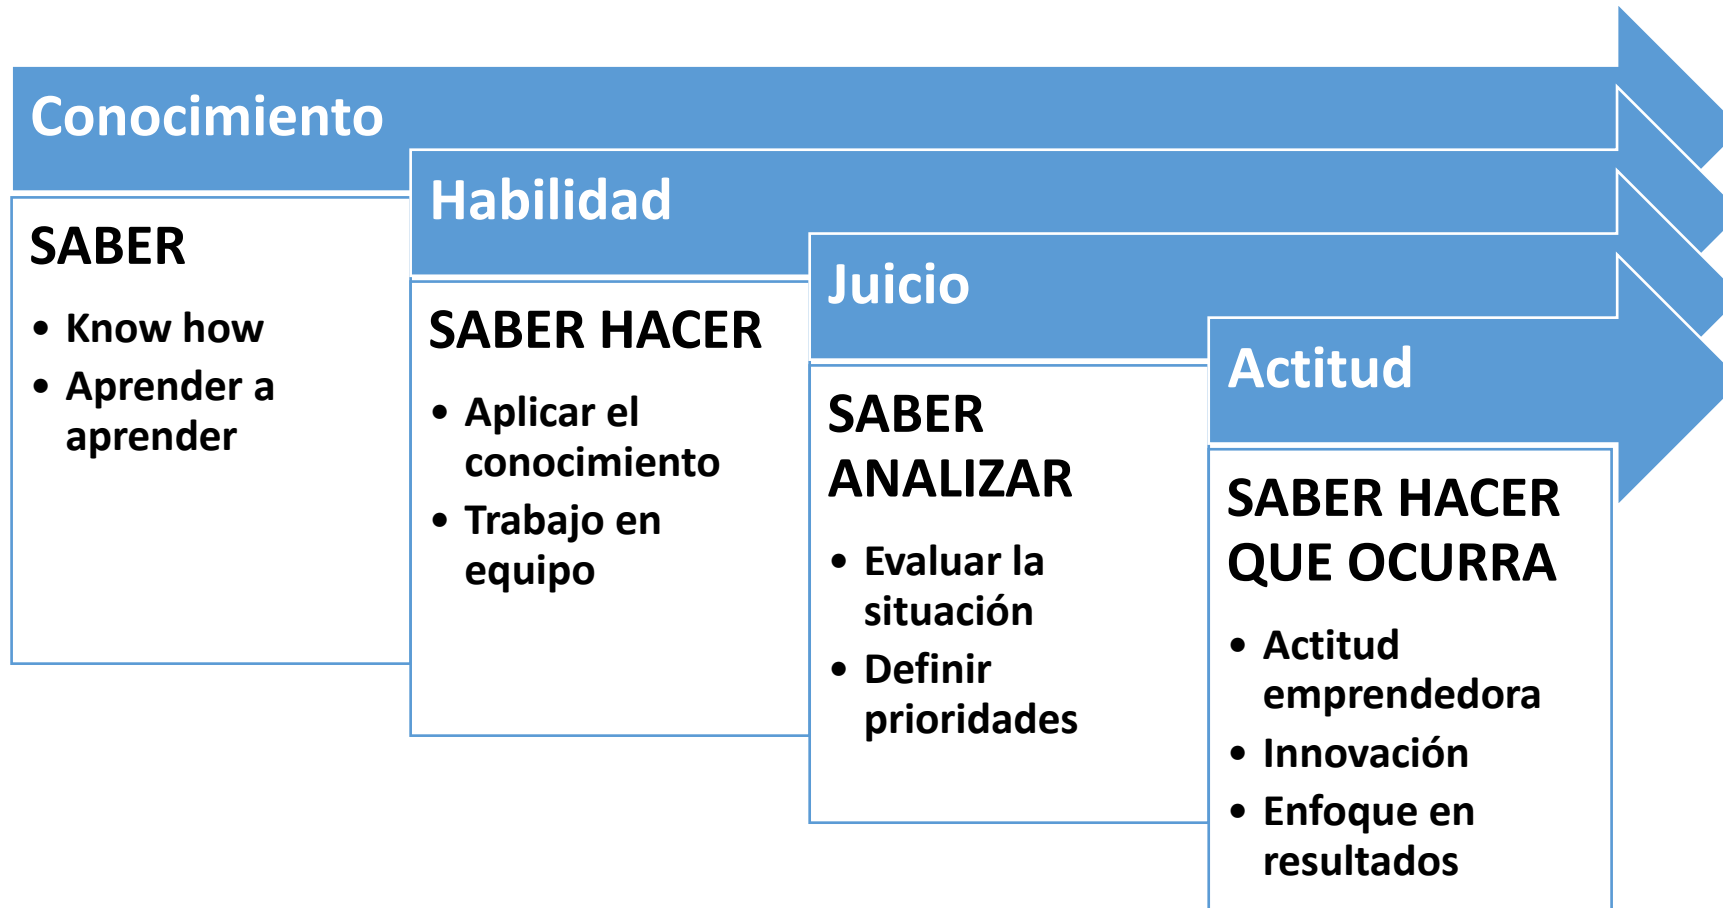 Conocimiento
SABER
• Know how
• Aprender a
aprender
Habilidad
SABER HACER
• Aplicar el
conocimiento
• Trabajo en
equipo
Juicio
SABER
ANALIZAR
• Evaluar la
situación
• Definir
prioridades
Actitud
SABER HACER
QUE OCURRA
• Actitud
emprendedora
• Innovación
• Enfoque en
resultados